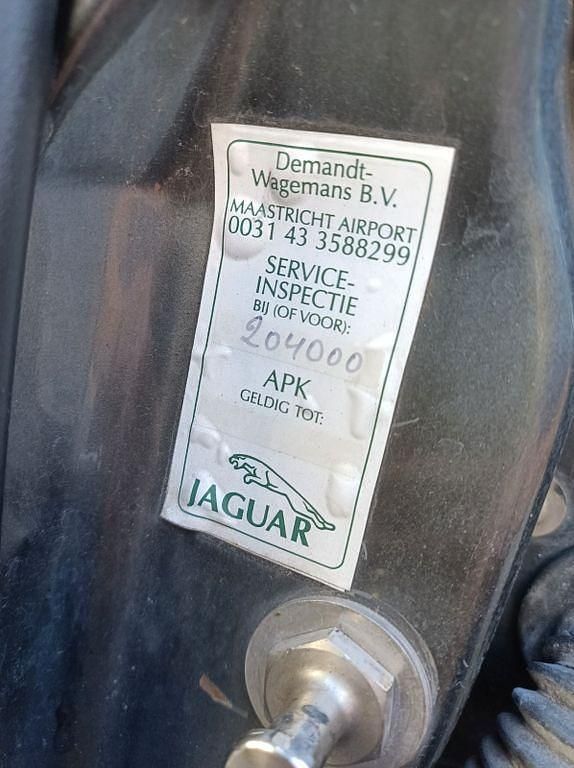 Demandt-
Wagemans B.V.
MAASTRICHT AIRPORT
0031 43 3588299
SERVICE-
INSPECTIE
BIJ (OF VOOR):
204000
APK
GELDIG TOT:
JAGUAR